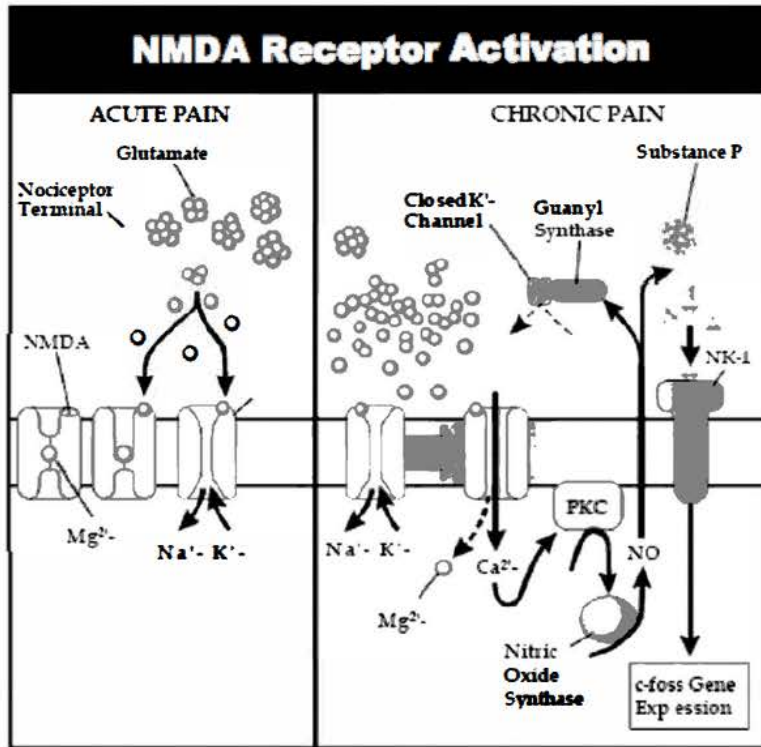 NMDA Receptor Activation
ACUTE PAIN
Glutamate
Nociceptor
Terminal
NMDA
Mg²'-
Na'- K'-
CHRONIC PAIN
Substance P
Closed K'-
Channel
Guanyl
Synthase
NK-1
PKC
Na'- K'-
Ca²'-
NO
Mg²'-
Nitric
Oxide
Synthase
c-foss Gene
Exp ession